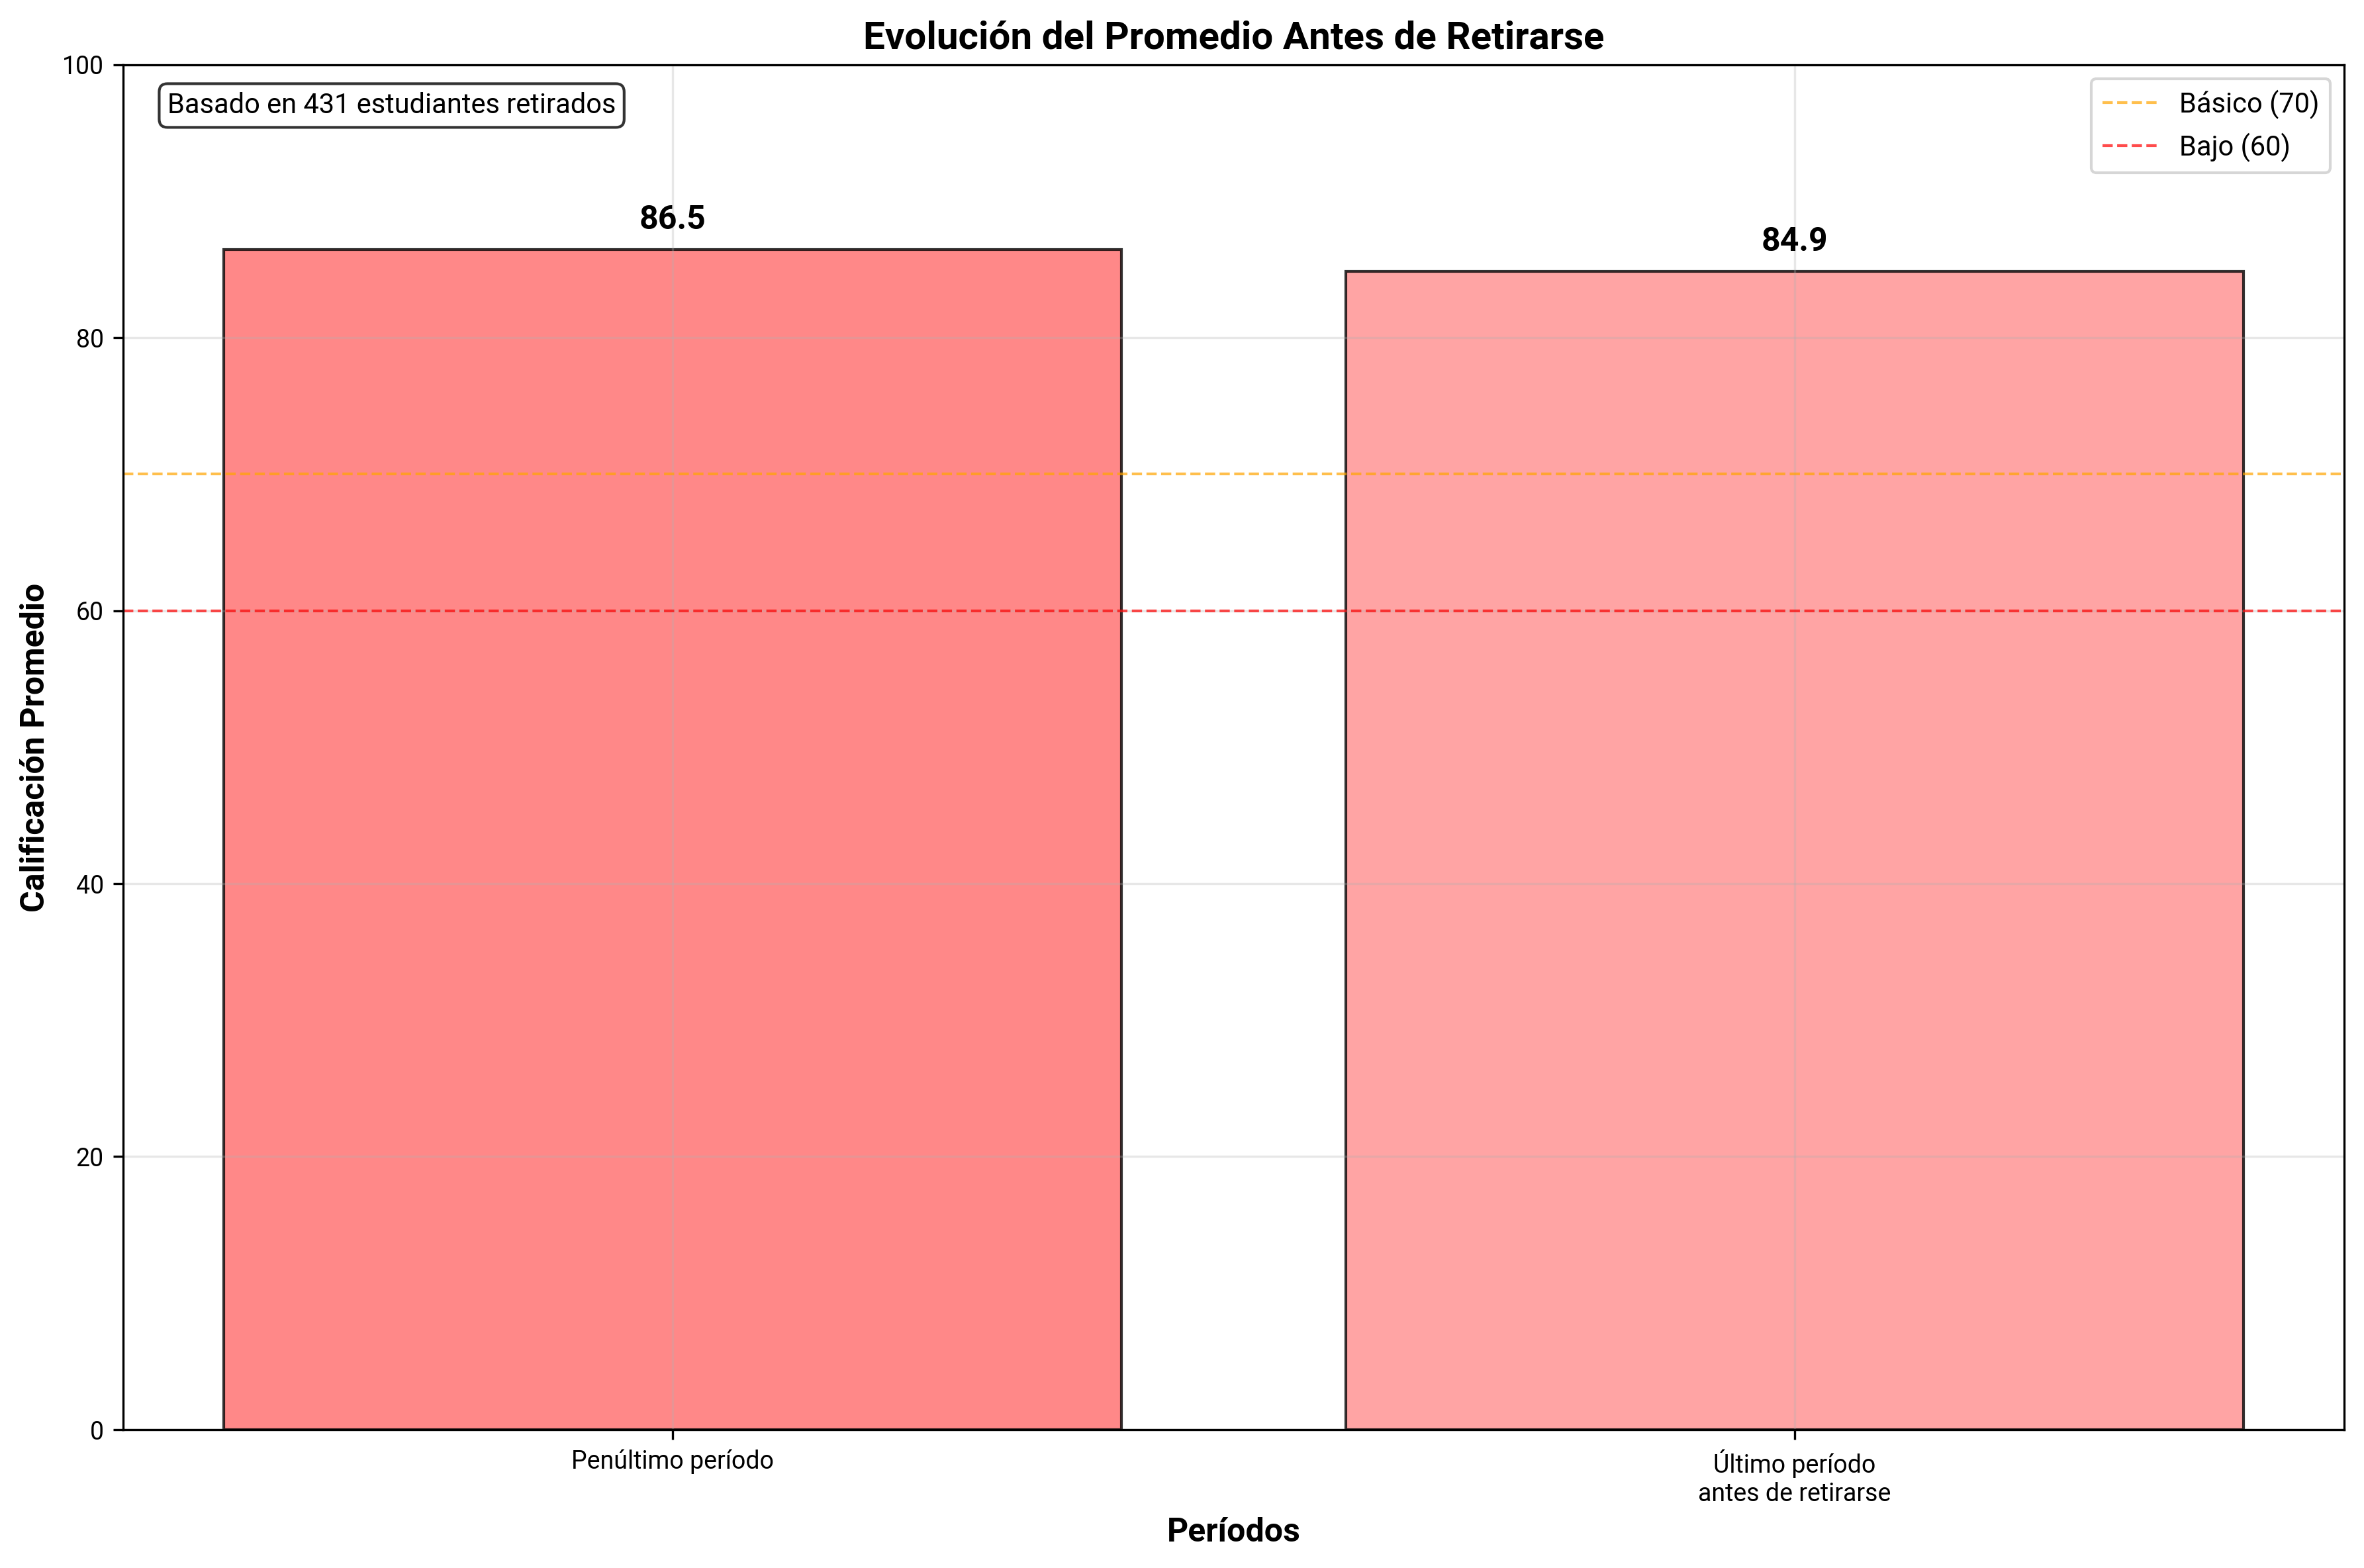 Evolución del Promedio Antes de Retirarse
100
Basado en 431 estudiantes retirados
Básico (70)
Bajo (60)
86.5
84.9
80
60
40
20
0
Calificación Promedio
Penúltimo período
Último período
antes de retirarse
Períodos